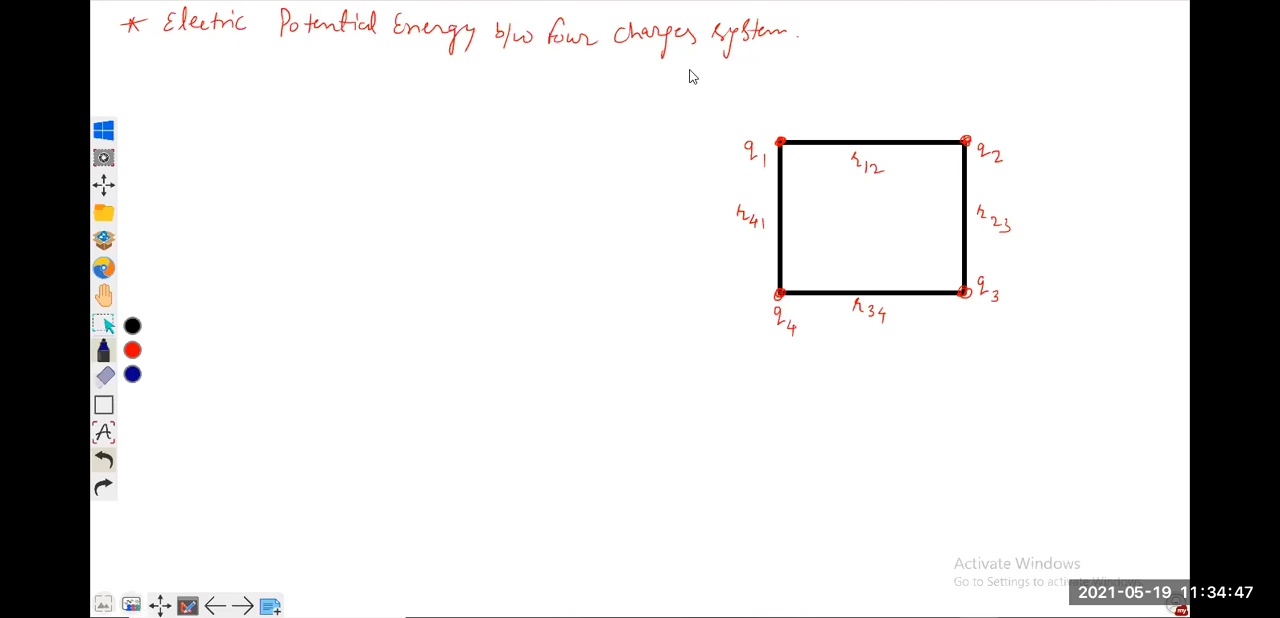 * Electric Potential Energy b/w four charges system.
q1
r12
q2
r41
r23
q3
r34
q4
Activate Windows
Go to Settings to activate Windows.
2021-05-19 11:34:47
my